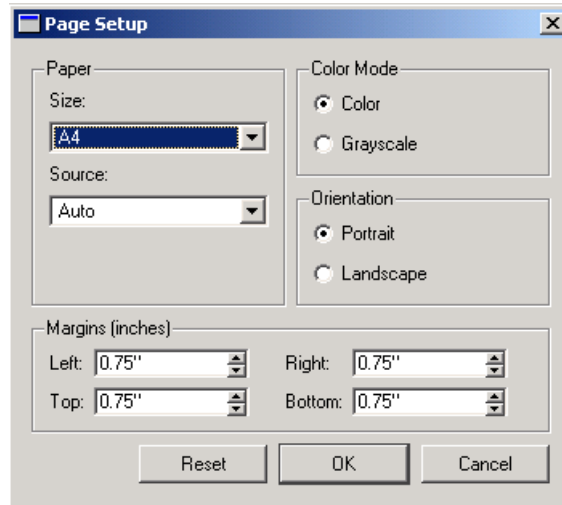 Page Setup
Paper
Size:
A4
Source:
Auto
Color Mode
Color
Grayscale
Orientation
Portrait
Landscape
Margins (inches)
Left: 0.75" Right: 0.75"
Top: 0.75" Bottom: 0.75"
Reset OK Cancel